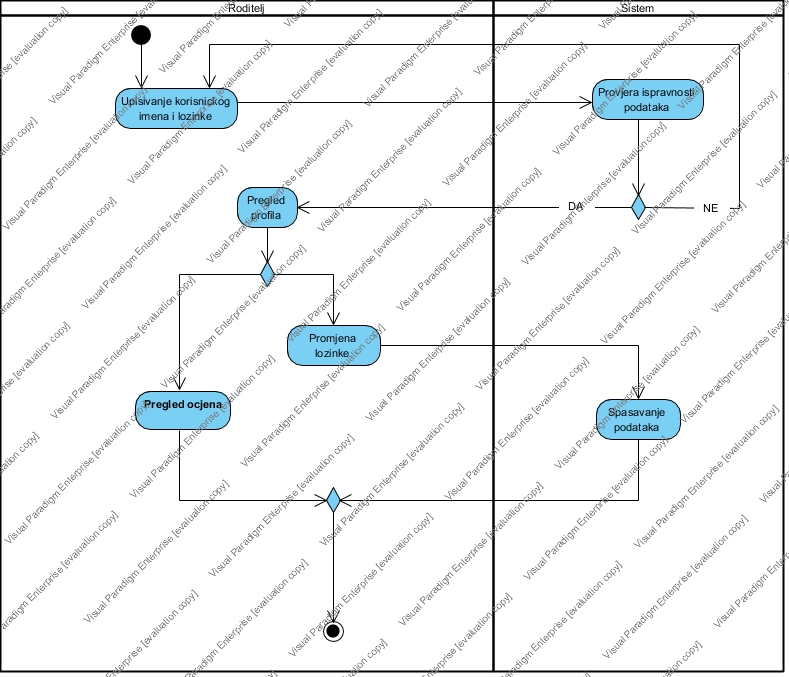 Roditelj
Sistem
Upisivanje korisnickog
imena i lozinke
Provjera ispravnosti
podataka
Pregled
profila
DA
NE
Promjena
lozinke
Pregled ocjena
Spasavanje
podataka
Visual Paradigm Enterprise [evaluation copy]